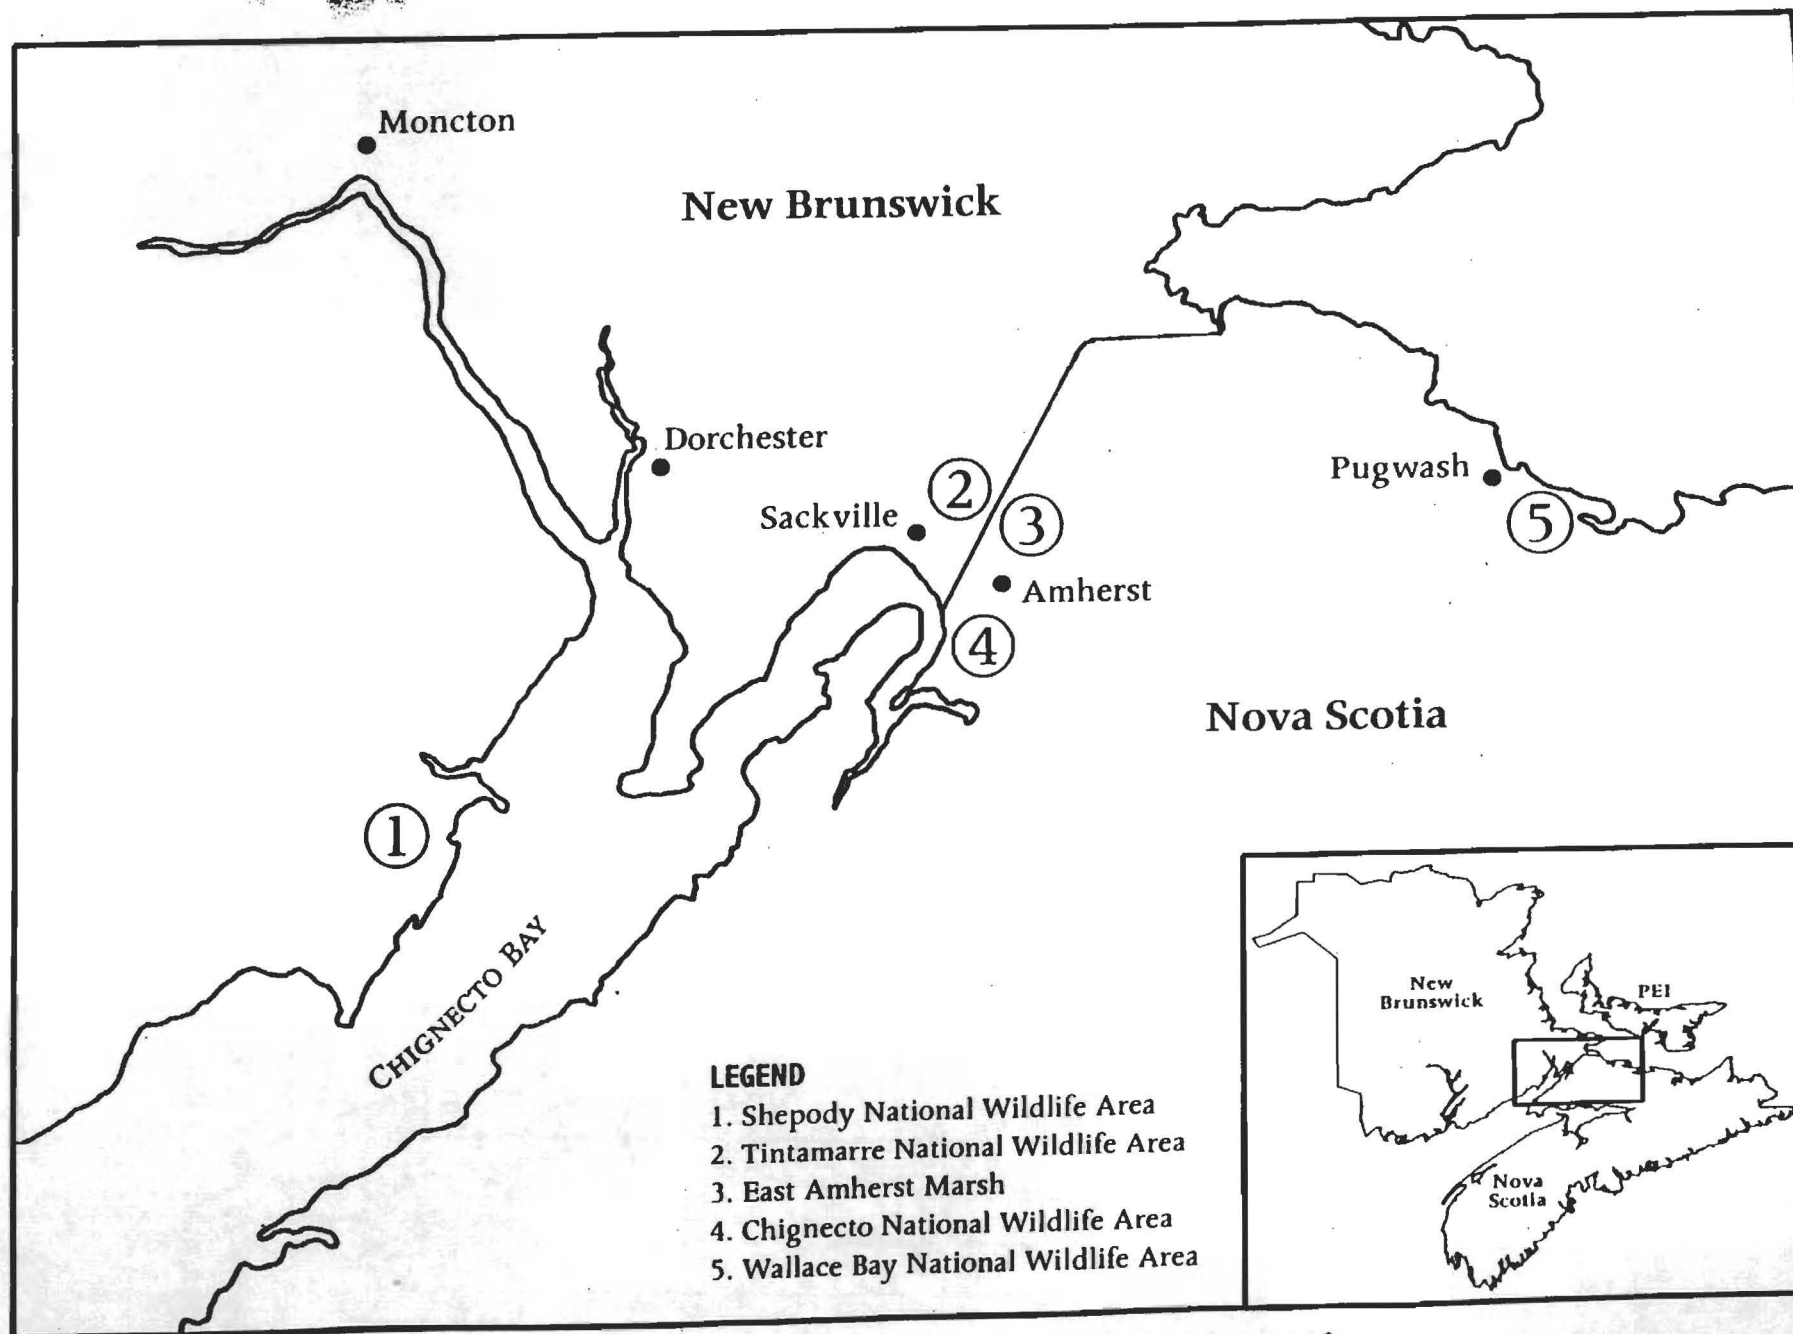 Moncton
New Brunswick
Dorchester
Sackville
2
3
Pugwash
5
Amherst
4
Nova Scotia
1
CHIGNECTO BAY
LEGEND
1. Shepody National Wildlife Area
2. Tintamarre National Wildlife Area
3. East Amherst Marsh
4. Chignecto National Wildlife Area
5. Wallace Bay National Wildlife Area
New
Brunswick
PEI
Nova
Scotia